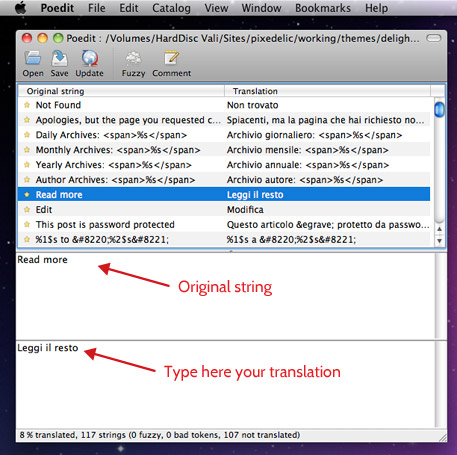 Poedit File Edit Catalog View Window Bookmarks Help
Poedit : /Volumes/HardDisc Vali/Sites/pixedelic/working/themes/deligh...
Open Save Update Fuzzy Comment
Original string Translation
Not Found Non trovato
Apologies, but the page you requested c... Spiacenti, ma la pagina che hai richiesto no...
Daily Archives: <span>%s</span> Archivio giornaliero: <span>%s</span>
Monthly Archives: <span>%s</span> Archivio mensile: <span>%s</span>
Yearly Archives: <span>%s</span> Archivio annuale: <span>%s</span>
Author Archives: <span>%s</span> Archivio autore: <span>%s</span>
Read more Leggi il resto
Edit Modifica
This post is password protected Questo articolo &egrave; protetto da passwo...
%1$s to &#8220;%2$s&#8221; %1$s a &#8220;%2$s&#8221;
Read more
Original string
Leggi il resto
Type here your translation
8 % translated, 117 strings (0 fuzzy, 0 bad tokens, 107 not translated)